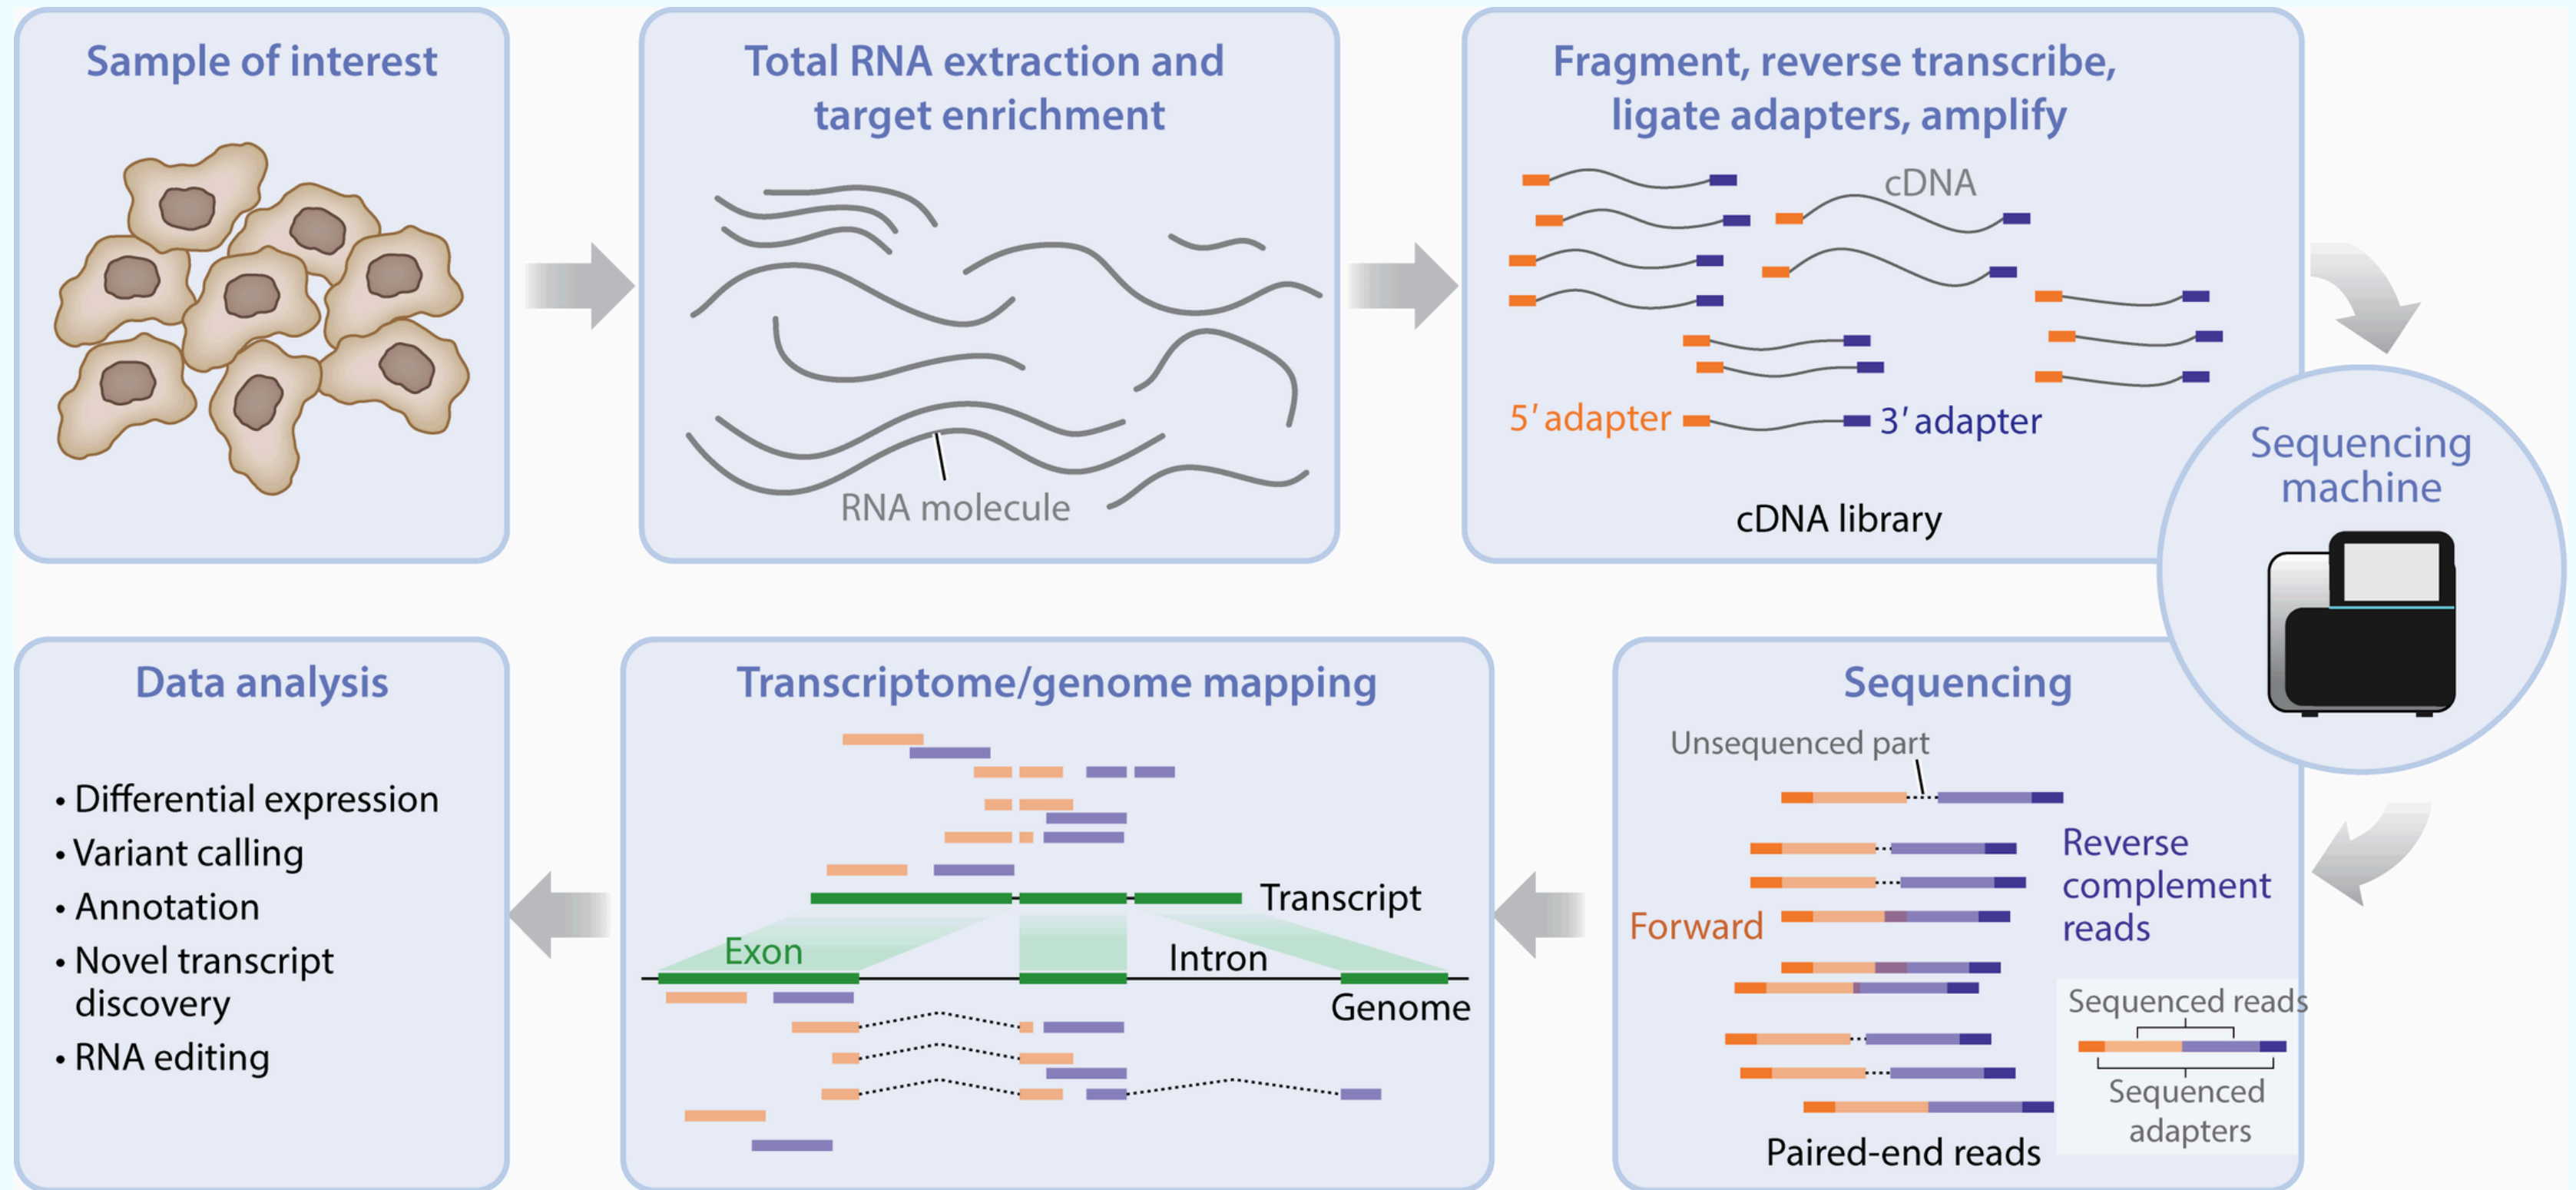 Sample of interest
Total RNA extraction and
target enrichment
RNA molecule
Fragment, reverse transcribe,
ligate adapters, amplify
cDNA
5′ adapter
3′ adapter
cDNA library
Sequencing
machine
Sequencing
Unsequenced part
Reverse
complement
reads
Forward
Sequenced reads
Sequenced
adapters
Paired-end reads
Transcriptome/genome mapping
Transcript
Exon
Intron
Genome
Data analysis
• Differential expression
• Variant calling
• Annotation
• Novel transcript
discovery
• RNA editing